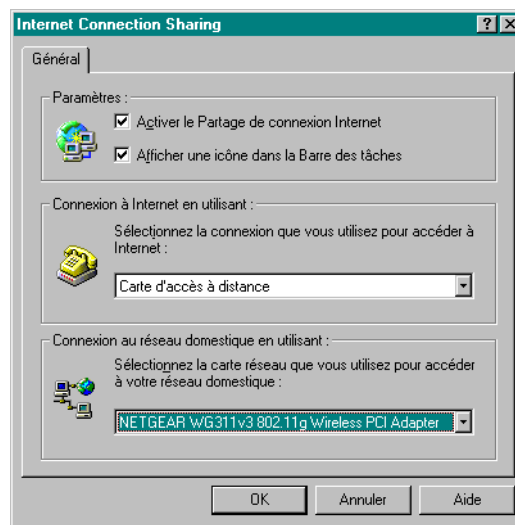 Internet Connection Sharing
Général
Paramètres :
Activer le Partage de connexion Internet
Afficher une icône dans la Barre des tâches
Connexion à Internet en utilisant :
Sélectionnez la connexion que vous utilisez pour accéder à
Internet :
Carte d'accès à distance
Connexion au réseau domestique en utilisant :
Sélectionnez la carte réseau que vous utilisez pour accéder
à votre réseau domestique :
NETGEAR WG311v3 802.11g Wireless PCI Adapter
OK
Annuler
Aide